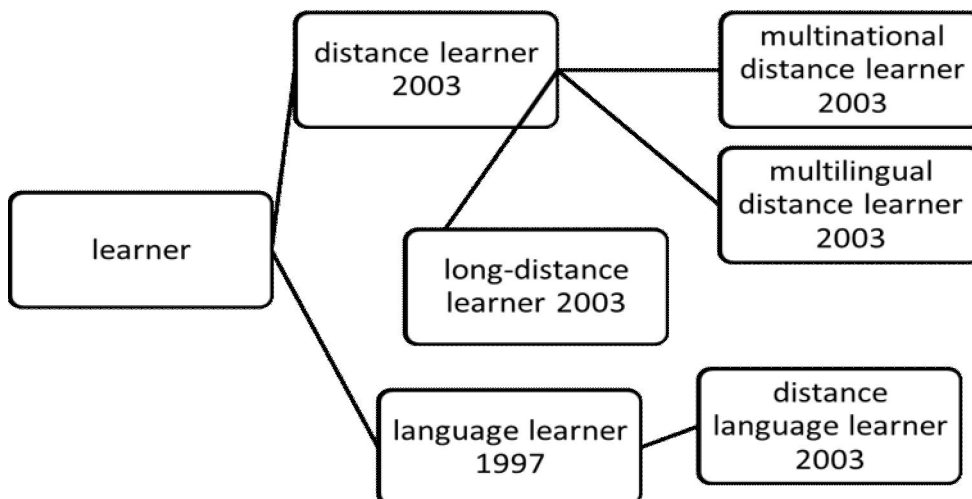 distance learner
2003
multinational
distance learner
2003
multilingual
distance learner
2003
learner
long-distance
learner 2003
language learner
1997
distance
language learner
2003